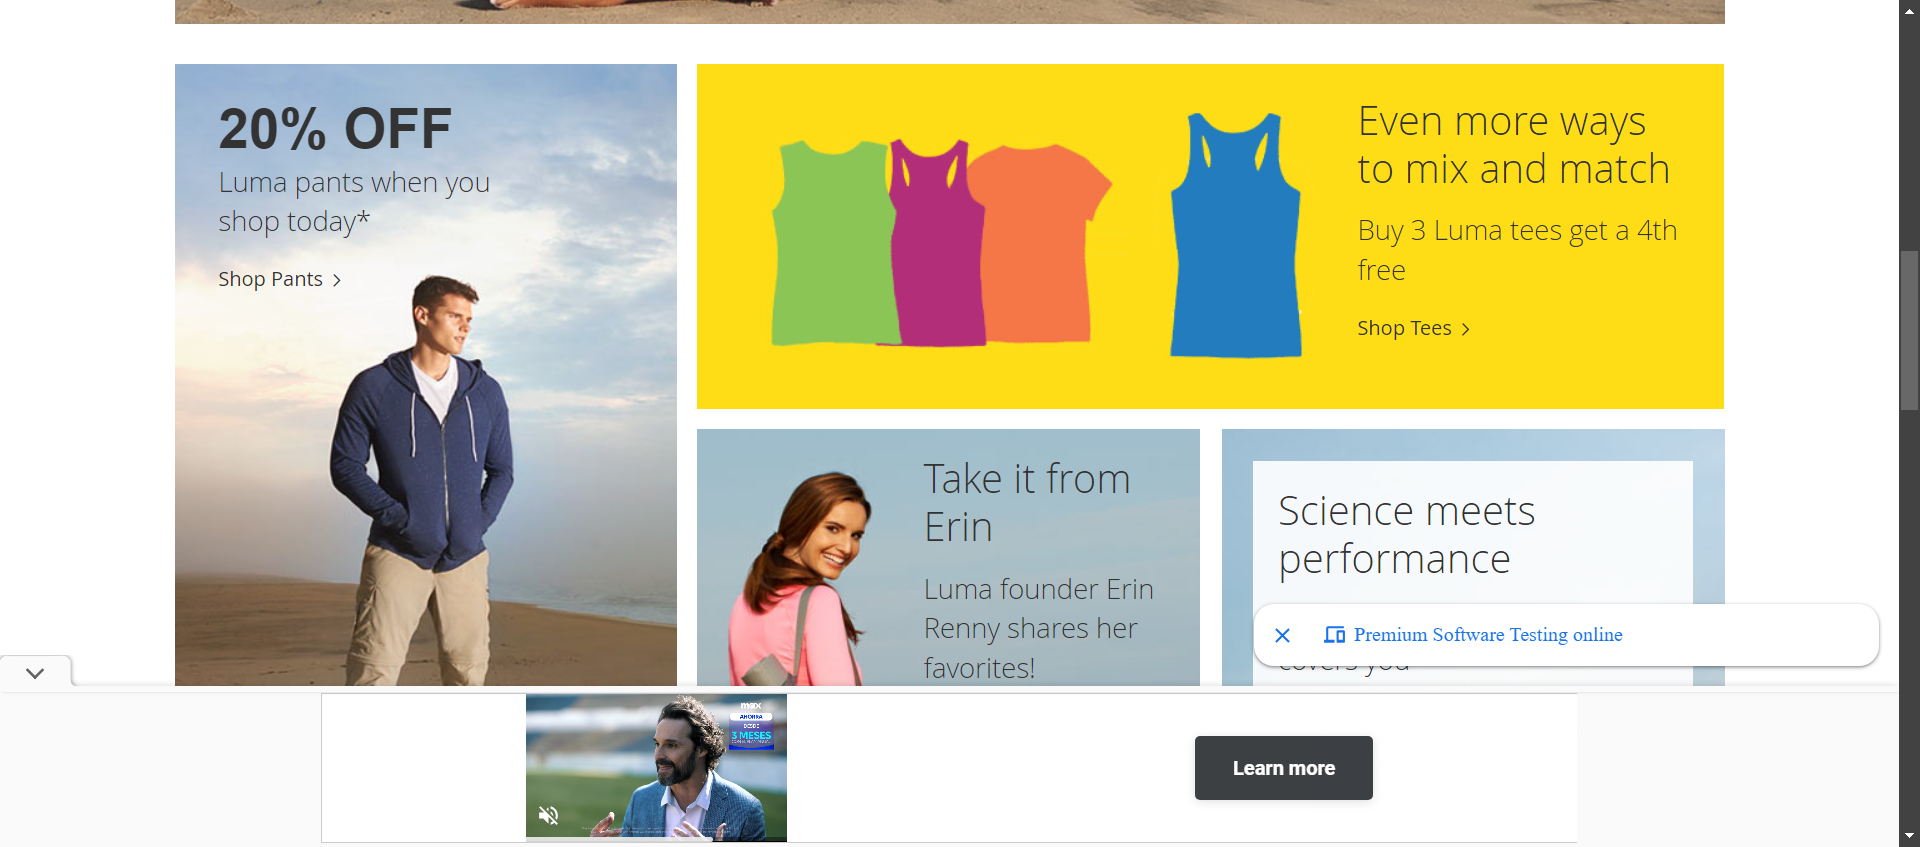 20% OFF
Luma pants when you
shop today*
Shop Pants
Even more ways
to mix and match
Buy 3 Luma tees get a 4th
free
Shop Tees
Take it from
Erin
Luma founder Erin
Renny shares her
favorites!
Science meets
performance
covers you
Premium Software Testing online
max
AHORRA
DESDE
3 MESES
Learn more